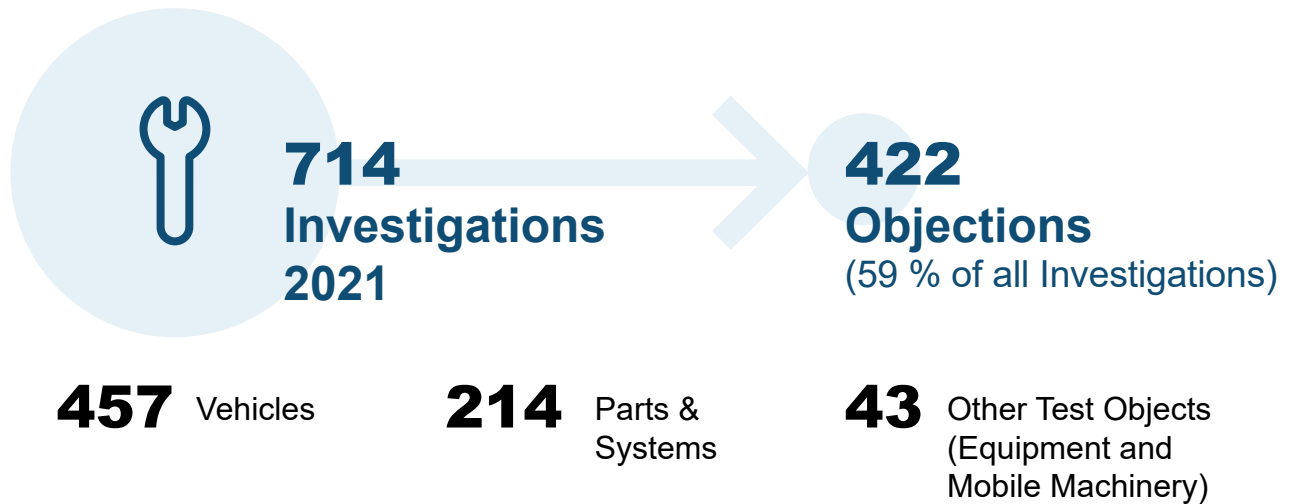 714
Investigations
2021
422
Objections
(59 % of all Investigations)
457 Vehicles
214 Parts &
Systems
43 Other Test Objects
(Equipment and
Mobile Machinery)